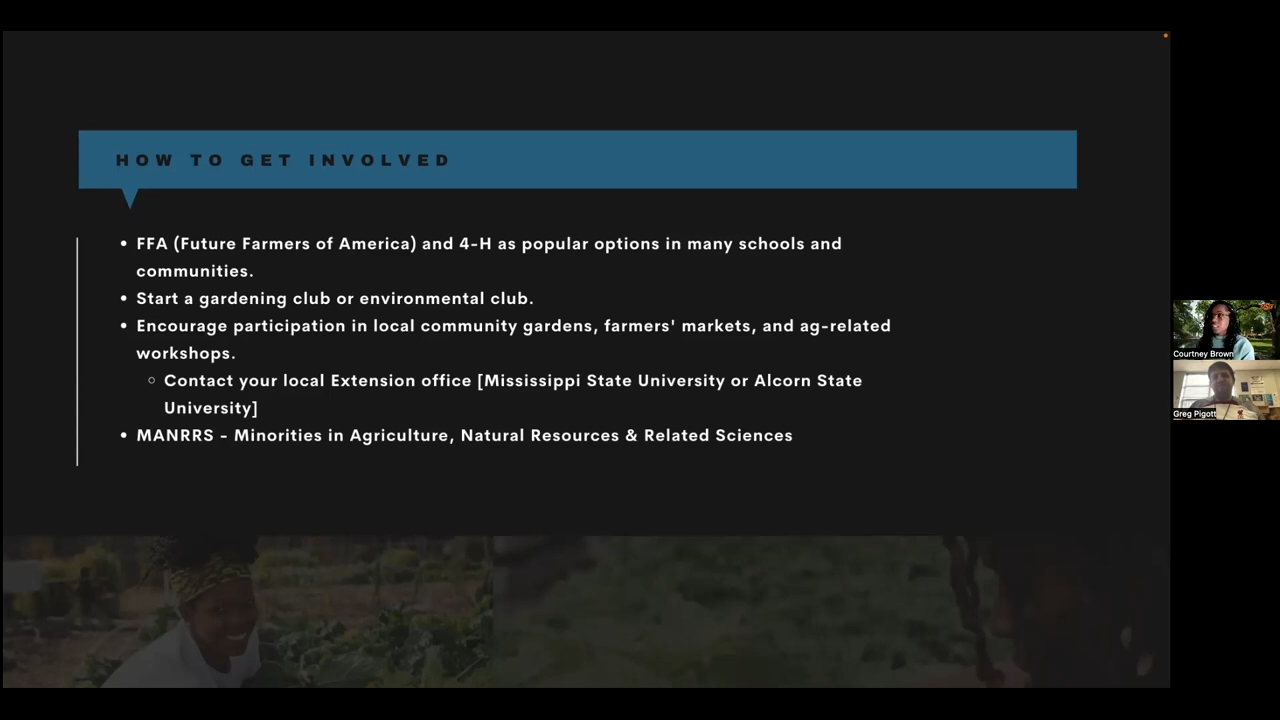 HOW TO GET INVOLVED
• FFA (Future Farmers of America) and 4-H as popular options in many schools and
communities.
• Start a gardening club or environmental club.
• Encourage participation in local community gardens, farmers' markets, and ag-related
workshops.
○ Contact your local Extension office [Mississippi State University or Alcorn State
University]
• MANRRS - Minorities in Agriculture, Natural Resources & Related Sciences
Courtney Brown
Greg Pigott